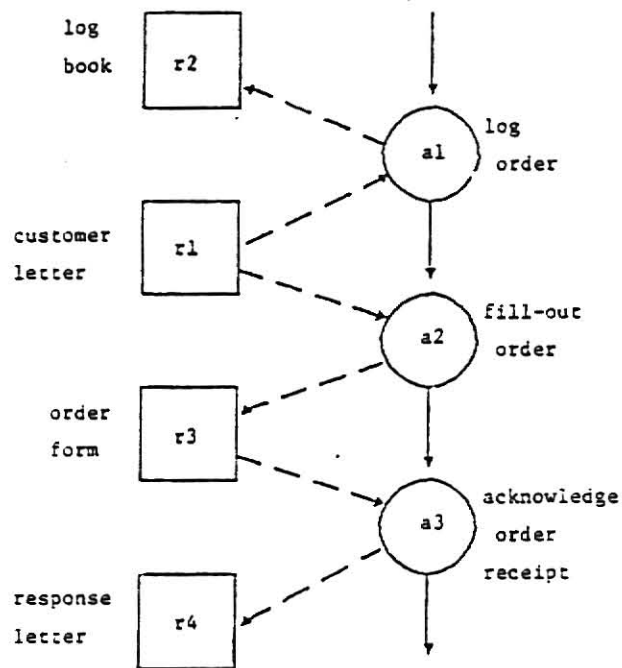 log
book
r2
a1
log
order
customer
letter
r1
a2
fill-out
order
order
form
r3
a3
acknowledge
order
receipt
response
letter
r4